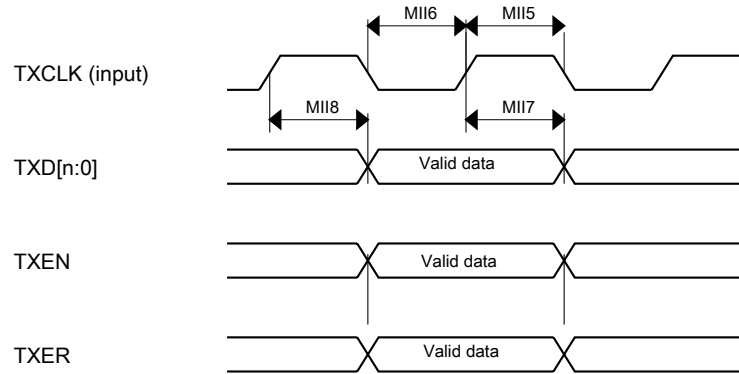 MII6 MII5
TXCLK (input)
MII8 MII7
TXD[n:0] Valid data
TXEN Valid data
TXER Valid data